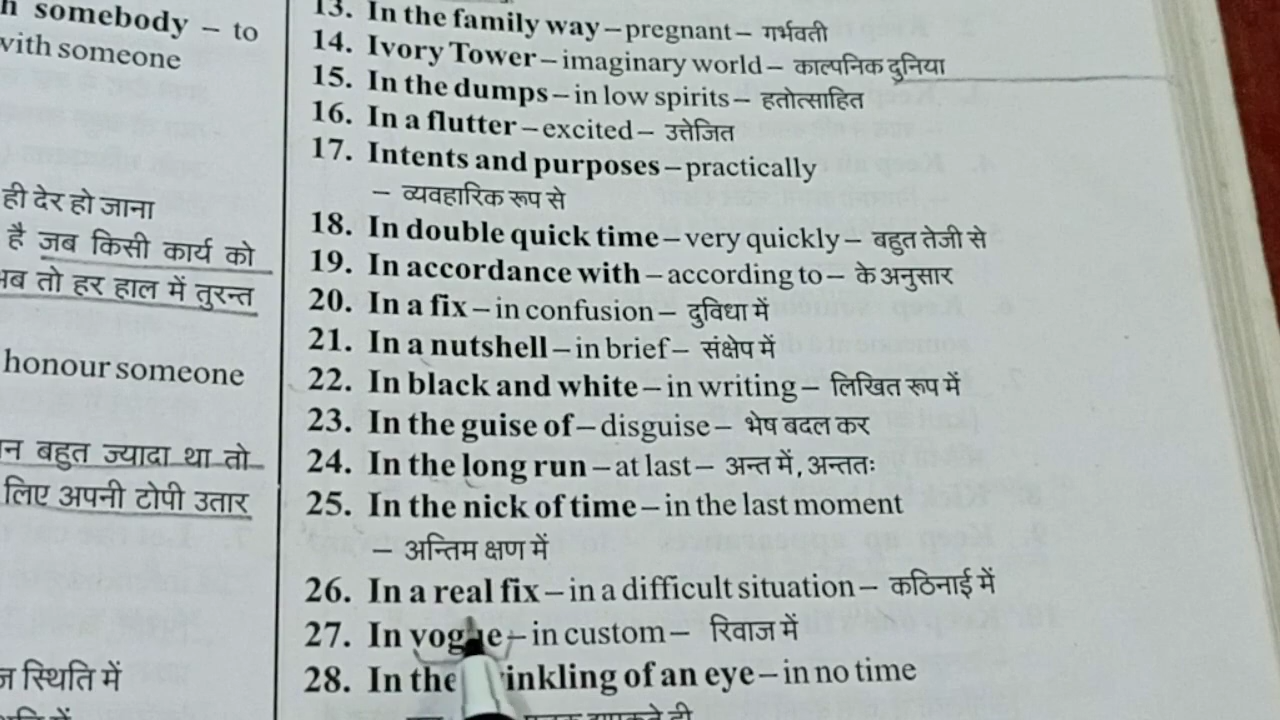 somebody – to
with someone
ही देर हो जाना
है जब किसी कार्य को
तो हर हाल में तुरन्त
honour someone
बहुत ज्यादा था तो
लिए अपनी टोपी उतार
स्थिति में
13. In the family way – pregnant – गर्भवती
14. Ivory Tower – imaginary world – काल्पनिक दुनिया
15. In the dumps – in low spirits – हतोत्साहित
16. In a flutter – excited – उत्तेजित
17. Intents and purposes – practically
– व्यवहारिक रूप से
18. In double quick time – very quickly – बहुत तेजी से
19. In accordance with – according to – के अनुसार
20. In a fix – in confusion – दुविधा में
21. In a nutshell – in brief – संक्षेप में
22. In black and white – in writing – लिखित रूप में
23. In the guise of – disguise – भेष बदल कर
24. In the long run – at last – अन्त में, अन्ततः
25. In the nick of time – in the last moment
– अन्तिम क्षण में
26. In a real fix – in a difficult situation – कठिनाई में
27. In vogue – in custom – रिवाज में
28. In the inkling of an eye – in no time